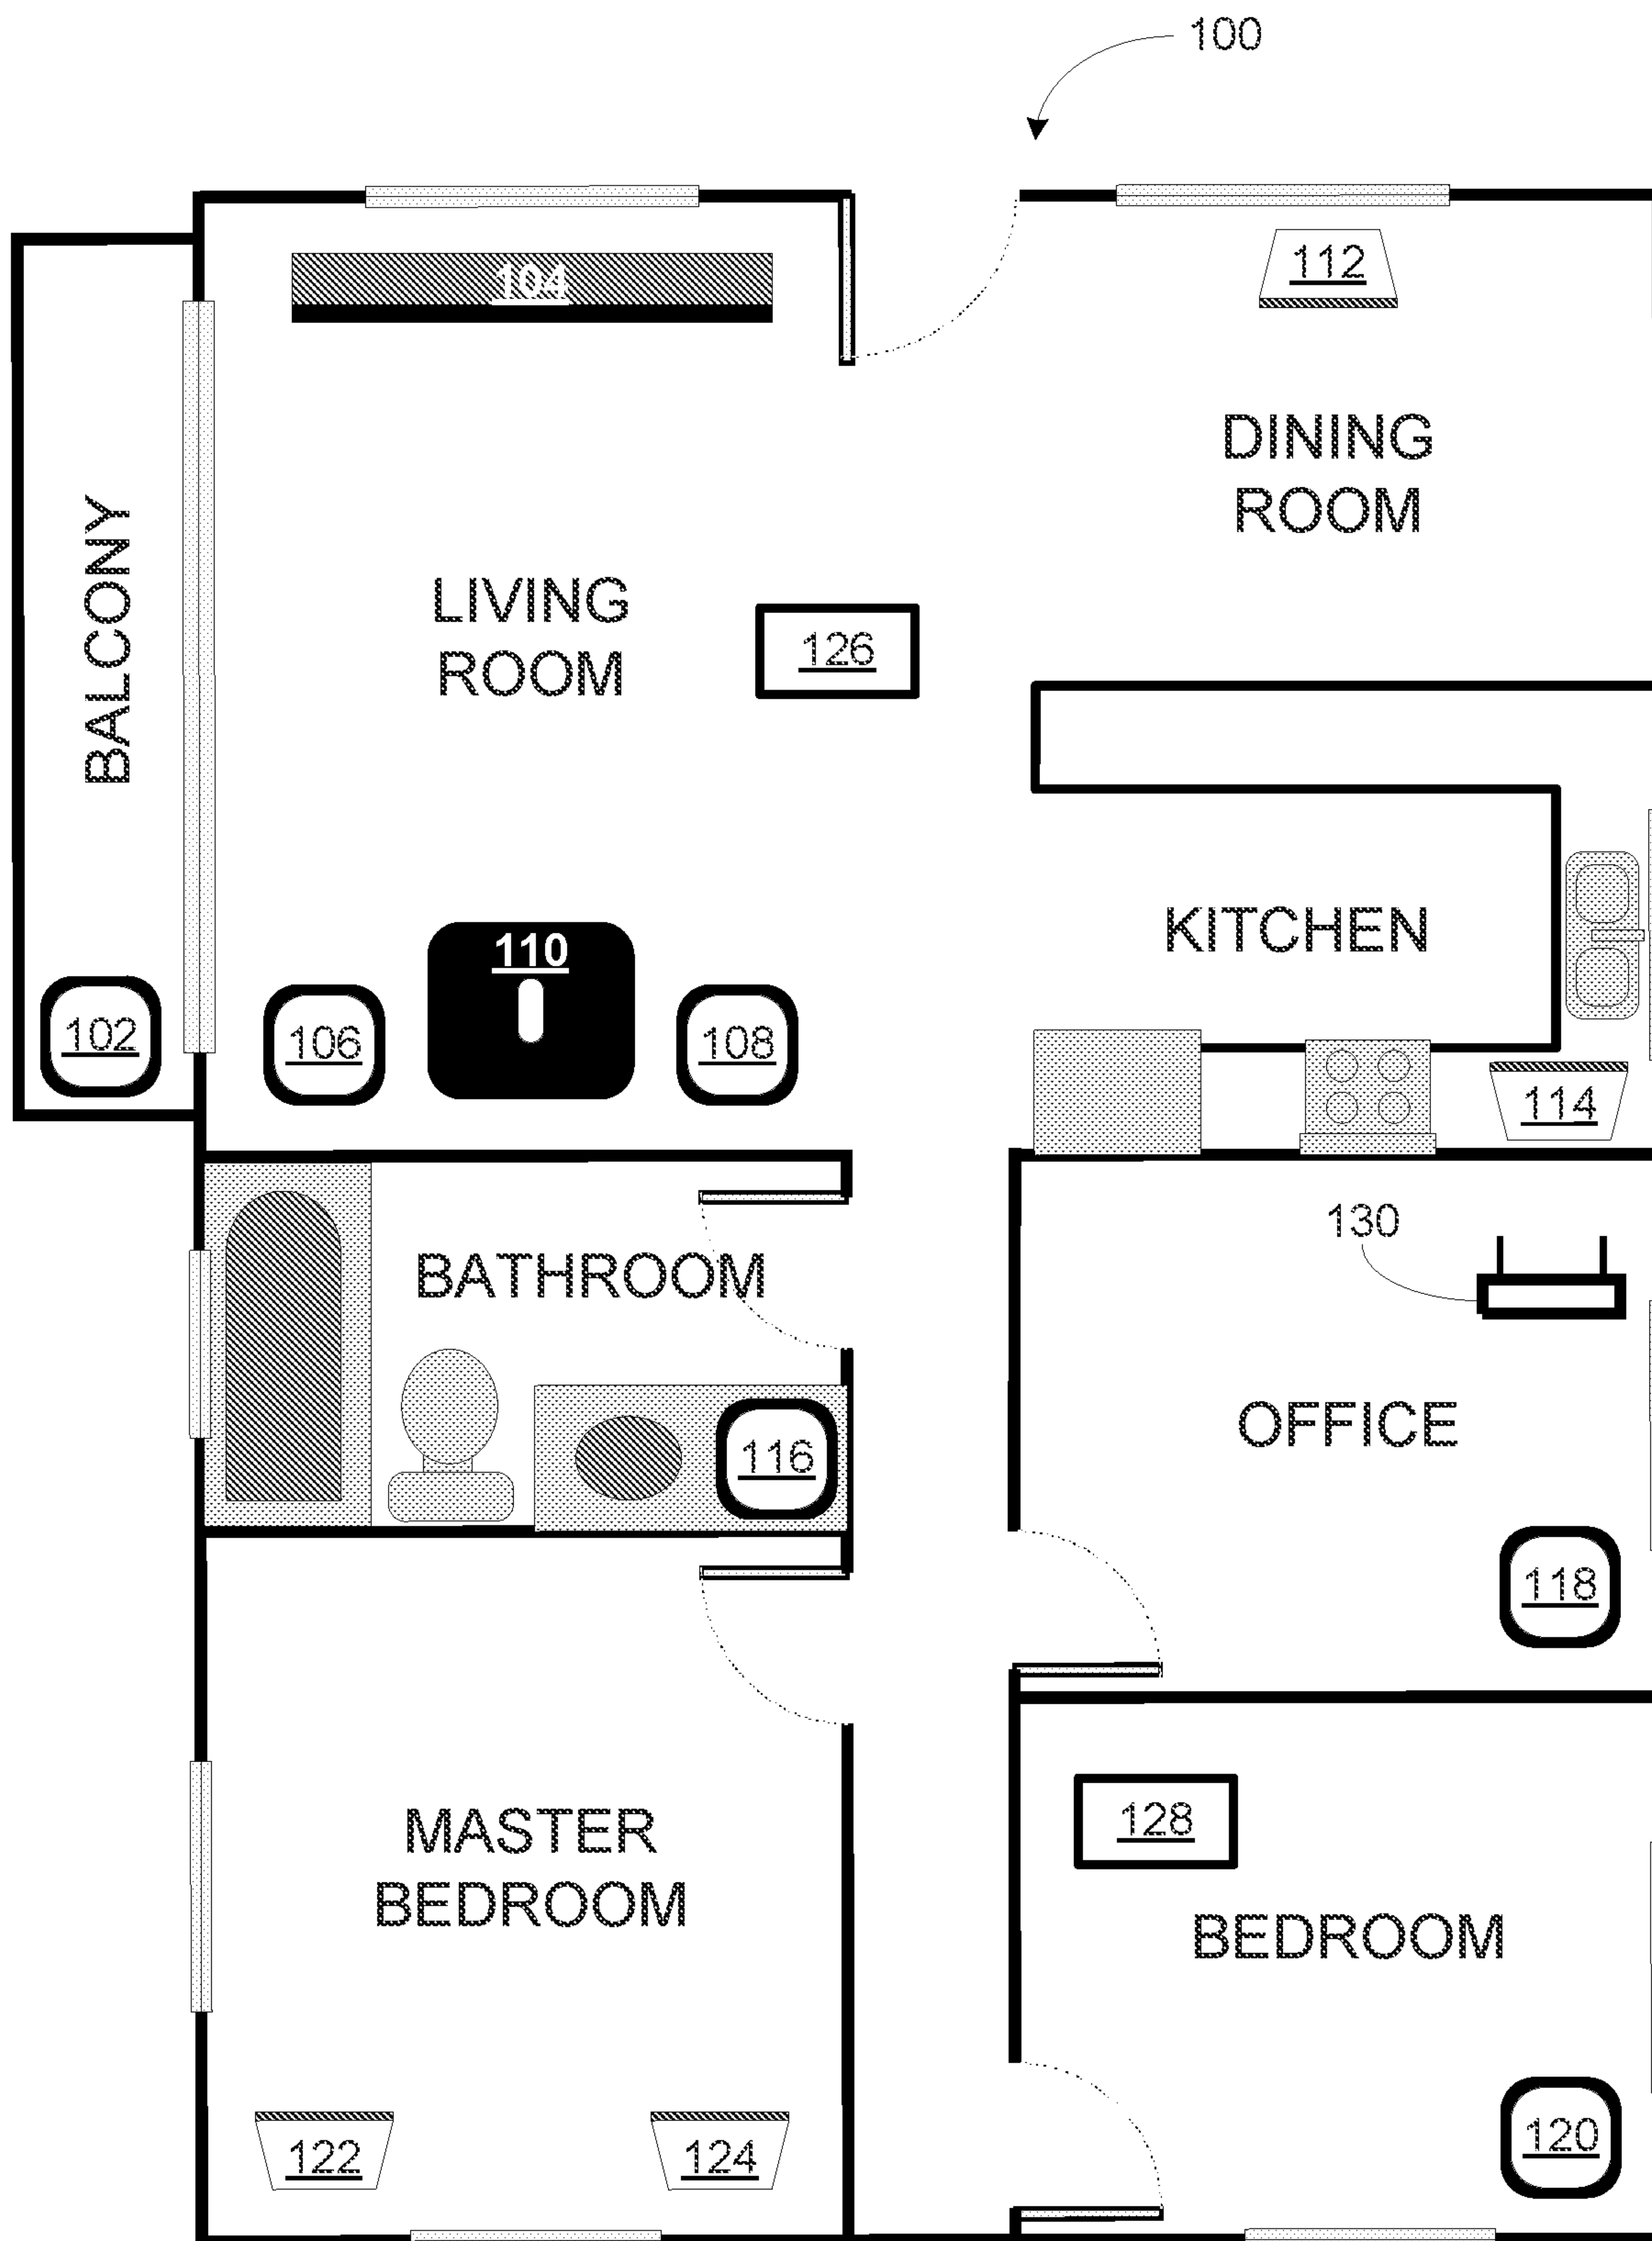 100
104
112
DINING
ROOM
BALCONY
LIVING
ROOM
126
KITCHEN
110
102
106
108
114
130
BATHROOM
OFFICE
116
118
128
MASTER
BEDROOM
BEDROOM
120
122
124